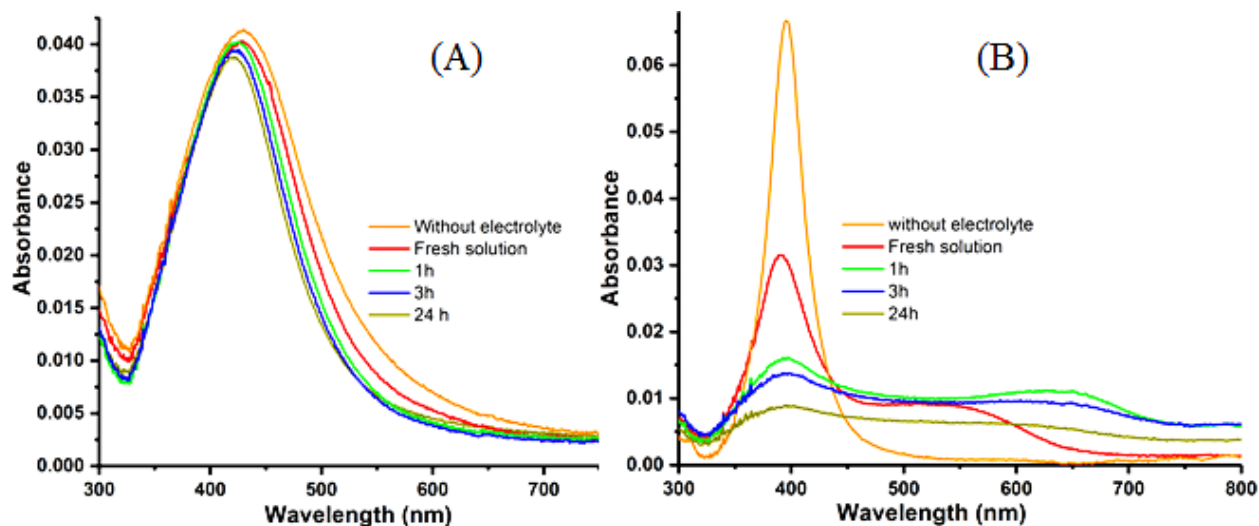 (A)
Absorbance
0.040
0.035
0.030
0.025
0.020
0.015
0.010
0.005
0.000
Without electrolyte
Fresh solution
1h
3h
24 h
300 400 500 600 700
Wavelength (nm)
(B)
Absorbance
0.06
0.05
0.04
0.03
0.02
0.01
0.00
without electrolyte
Fresh solution
1h
3h
24h
300 400 500 600 700 800
Wavelength (nm)